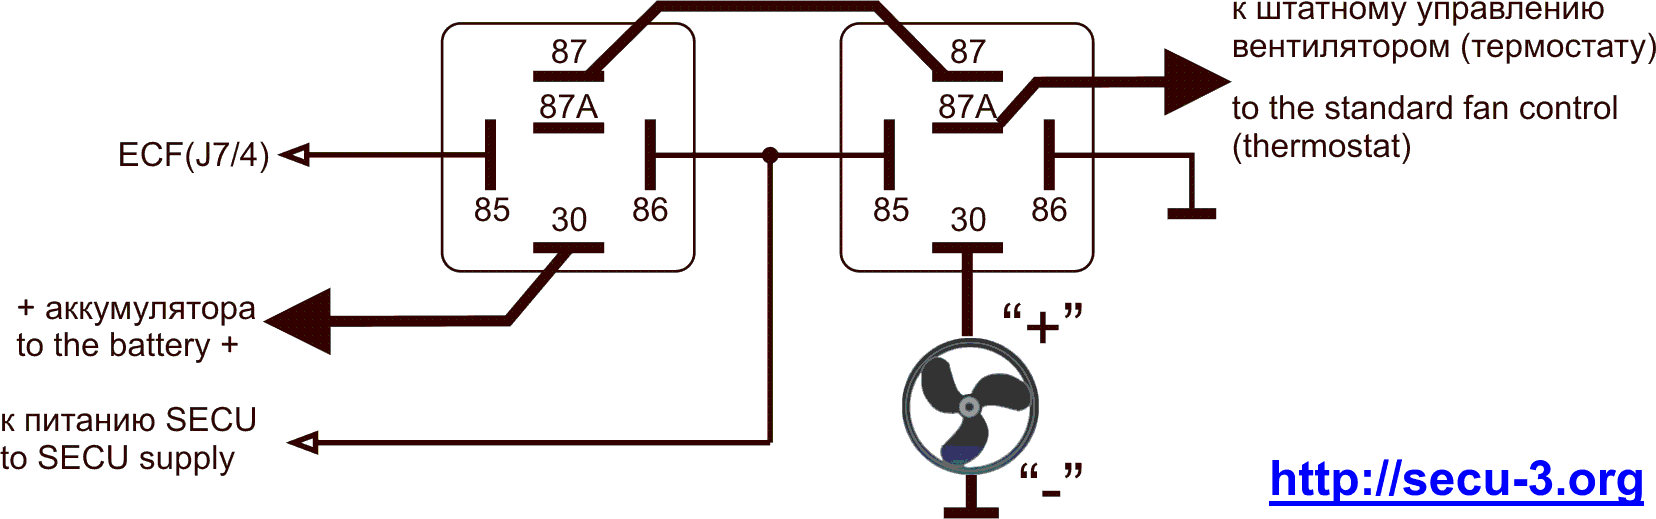 к штатному управлению
вентилятором (термостату)
to the standard fan control
(thermostat)
87
87A
85
86
30
87
87A
85
86
30
ECF(J7/4)
+ аккумулятора
to the battery +
к питанию SECU
to SECU supply
“+”
“-”
http://secu-3.org